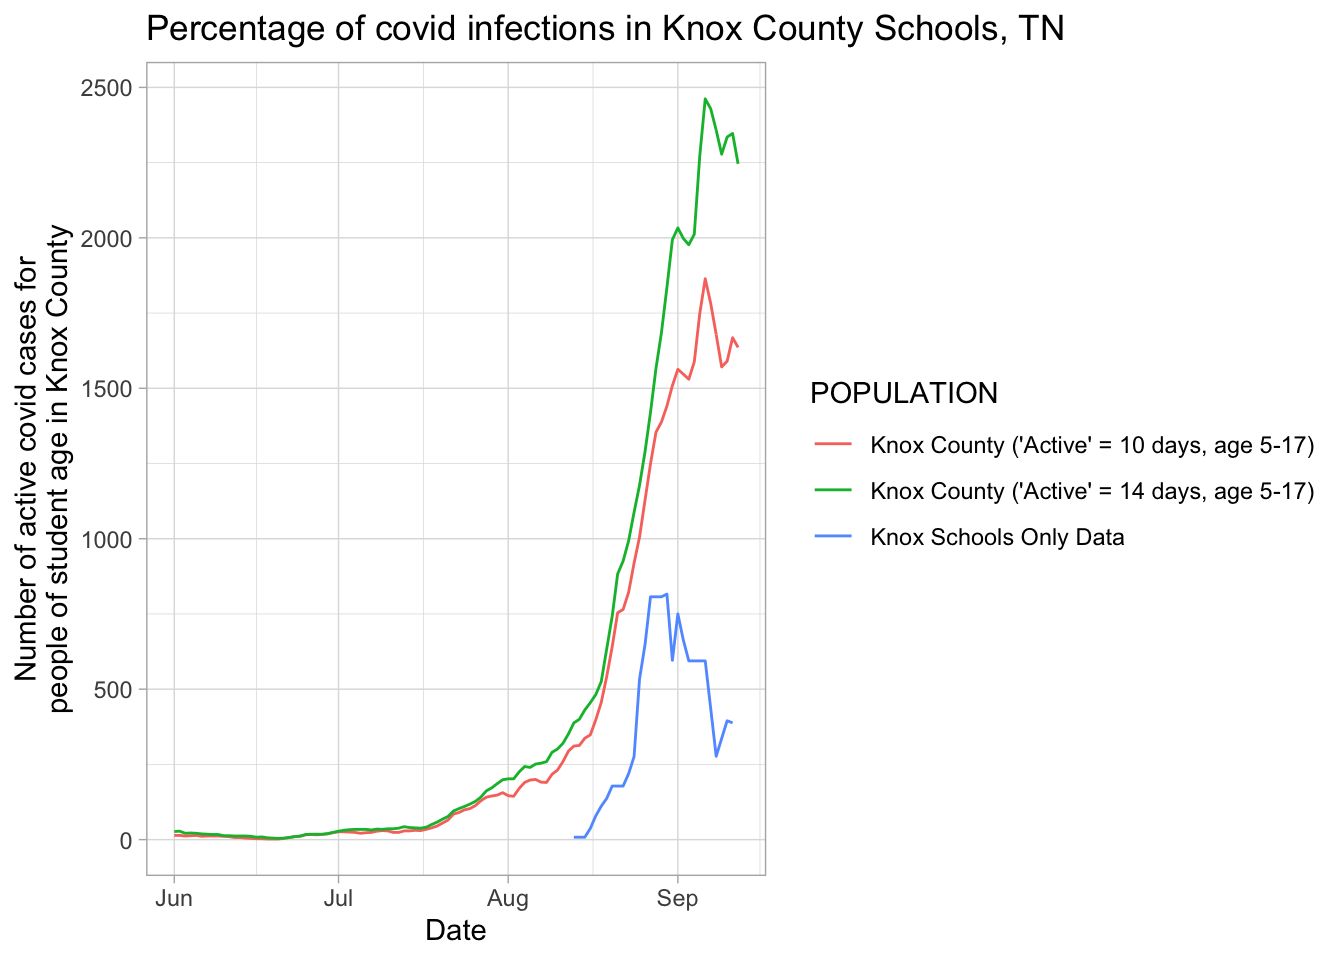 Percentage of covid infections in Knox County Schools, TN
Number of active covid cases for
people of student age in Knox County
2500
2000
1500
1000
500
0
Jun
Jul
Aug
Sep
Date
POPULATION
Knox County ('Active' = 10 days, age 5-17)
Knox County ('Active' = 14 days, age 5-17)
Knox Schools Only Data